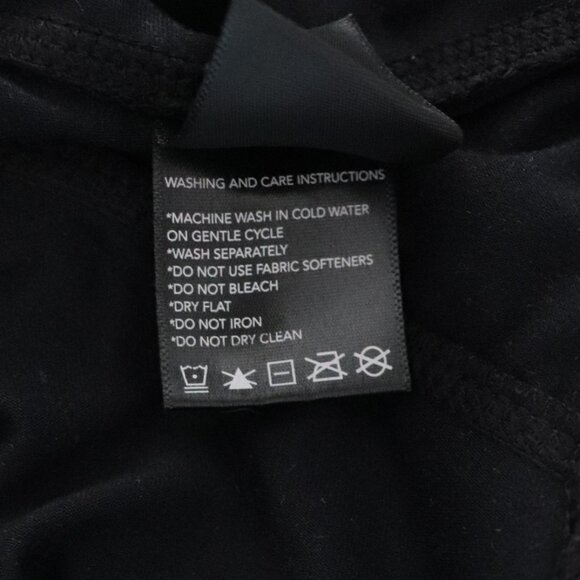 WASHING AND CARE INSTRUCTIONS
*MACHINE WASH IN COLD WATER
ON GENTLE CYCLE
*WASH SEPARATELY
*DO NOT USE FABRIC SOFTENERS
*DO NOT BLEACH
*DRY FLAT
*DO NOT IRON
*DO NOT DRY CLEAN